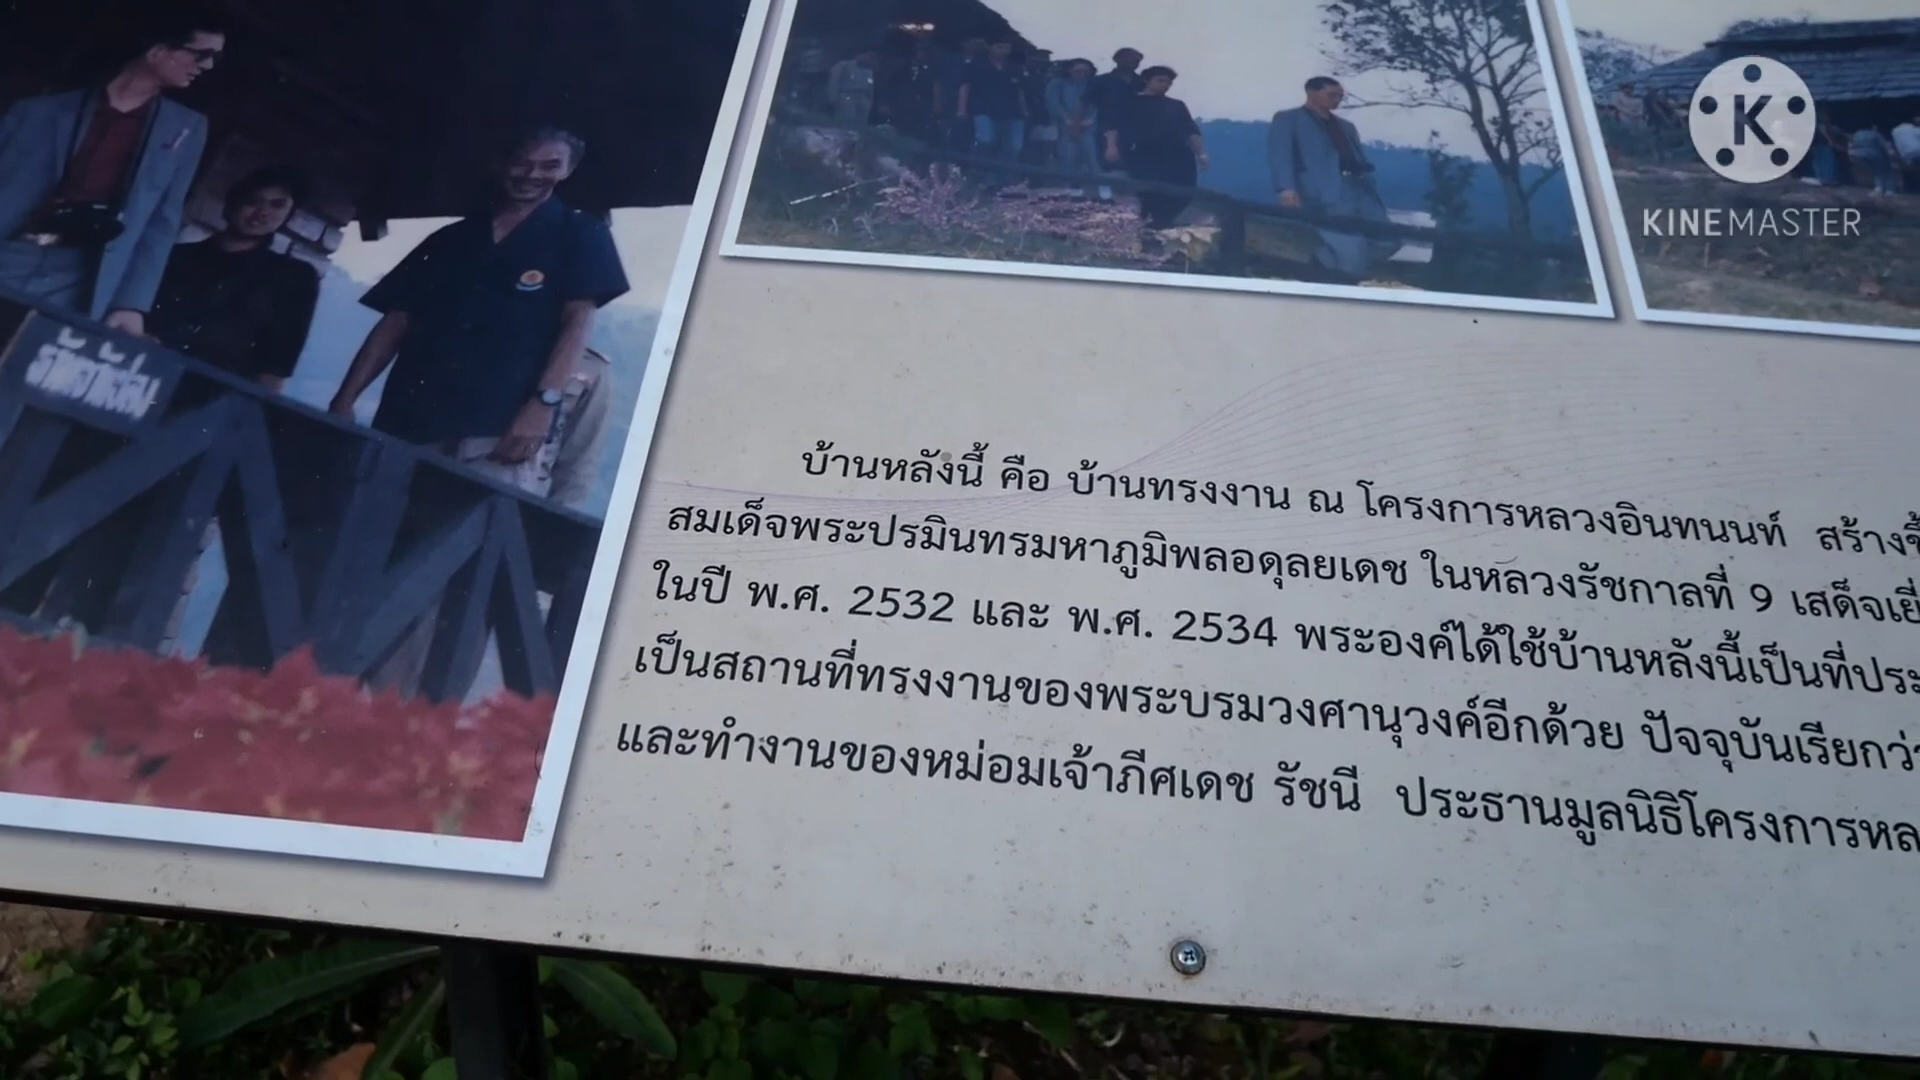 KINEMASTER
บ้านหลังนี้ คือ บ้านทรงงาน ณ โครงการหลวงอินทนนท์ สร้างขึ้
สมเด็จพระปรมินทรมหาภูมิพลอดุลยเดช ในหลวงรัชกาลที่ 9 เสด็จเยี่
ในปี พ.ศ. 2532 และ พ.ศ. 2534 พระองค์ได้ใช้บ้านหลังนี้เป็นที่ประ
เป็นสถานที่ทรงงานของพระบรมวงศานุวงค์อีกด้วย ปัจจุบันเรียกว่า
และทำงานของหม่อมเจ้าภีศเดช รัชนี ประธานมูลนิธิโครงการหล